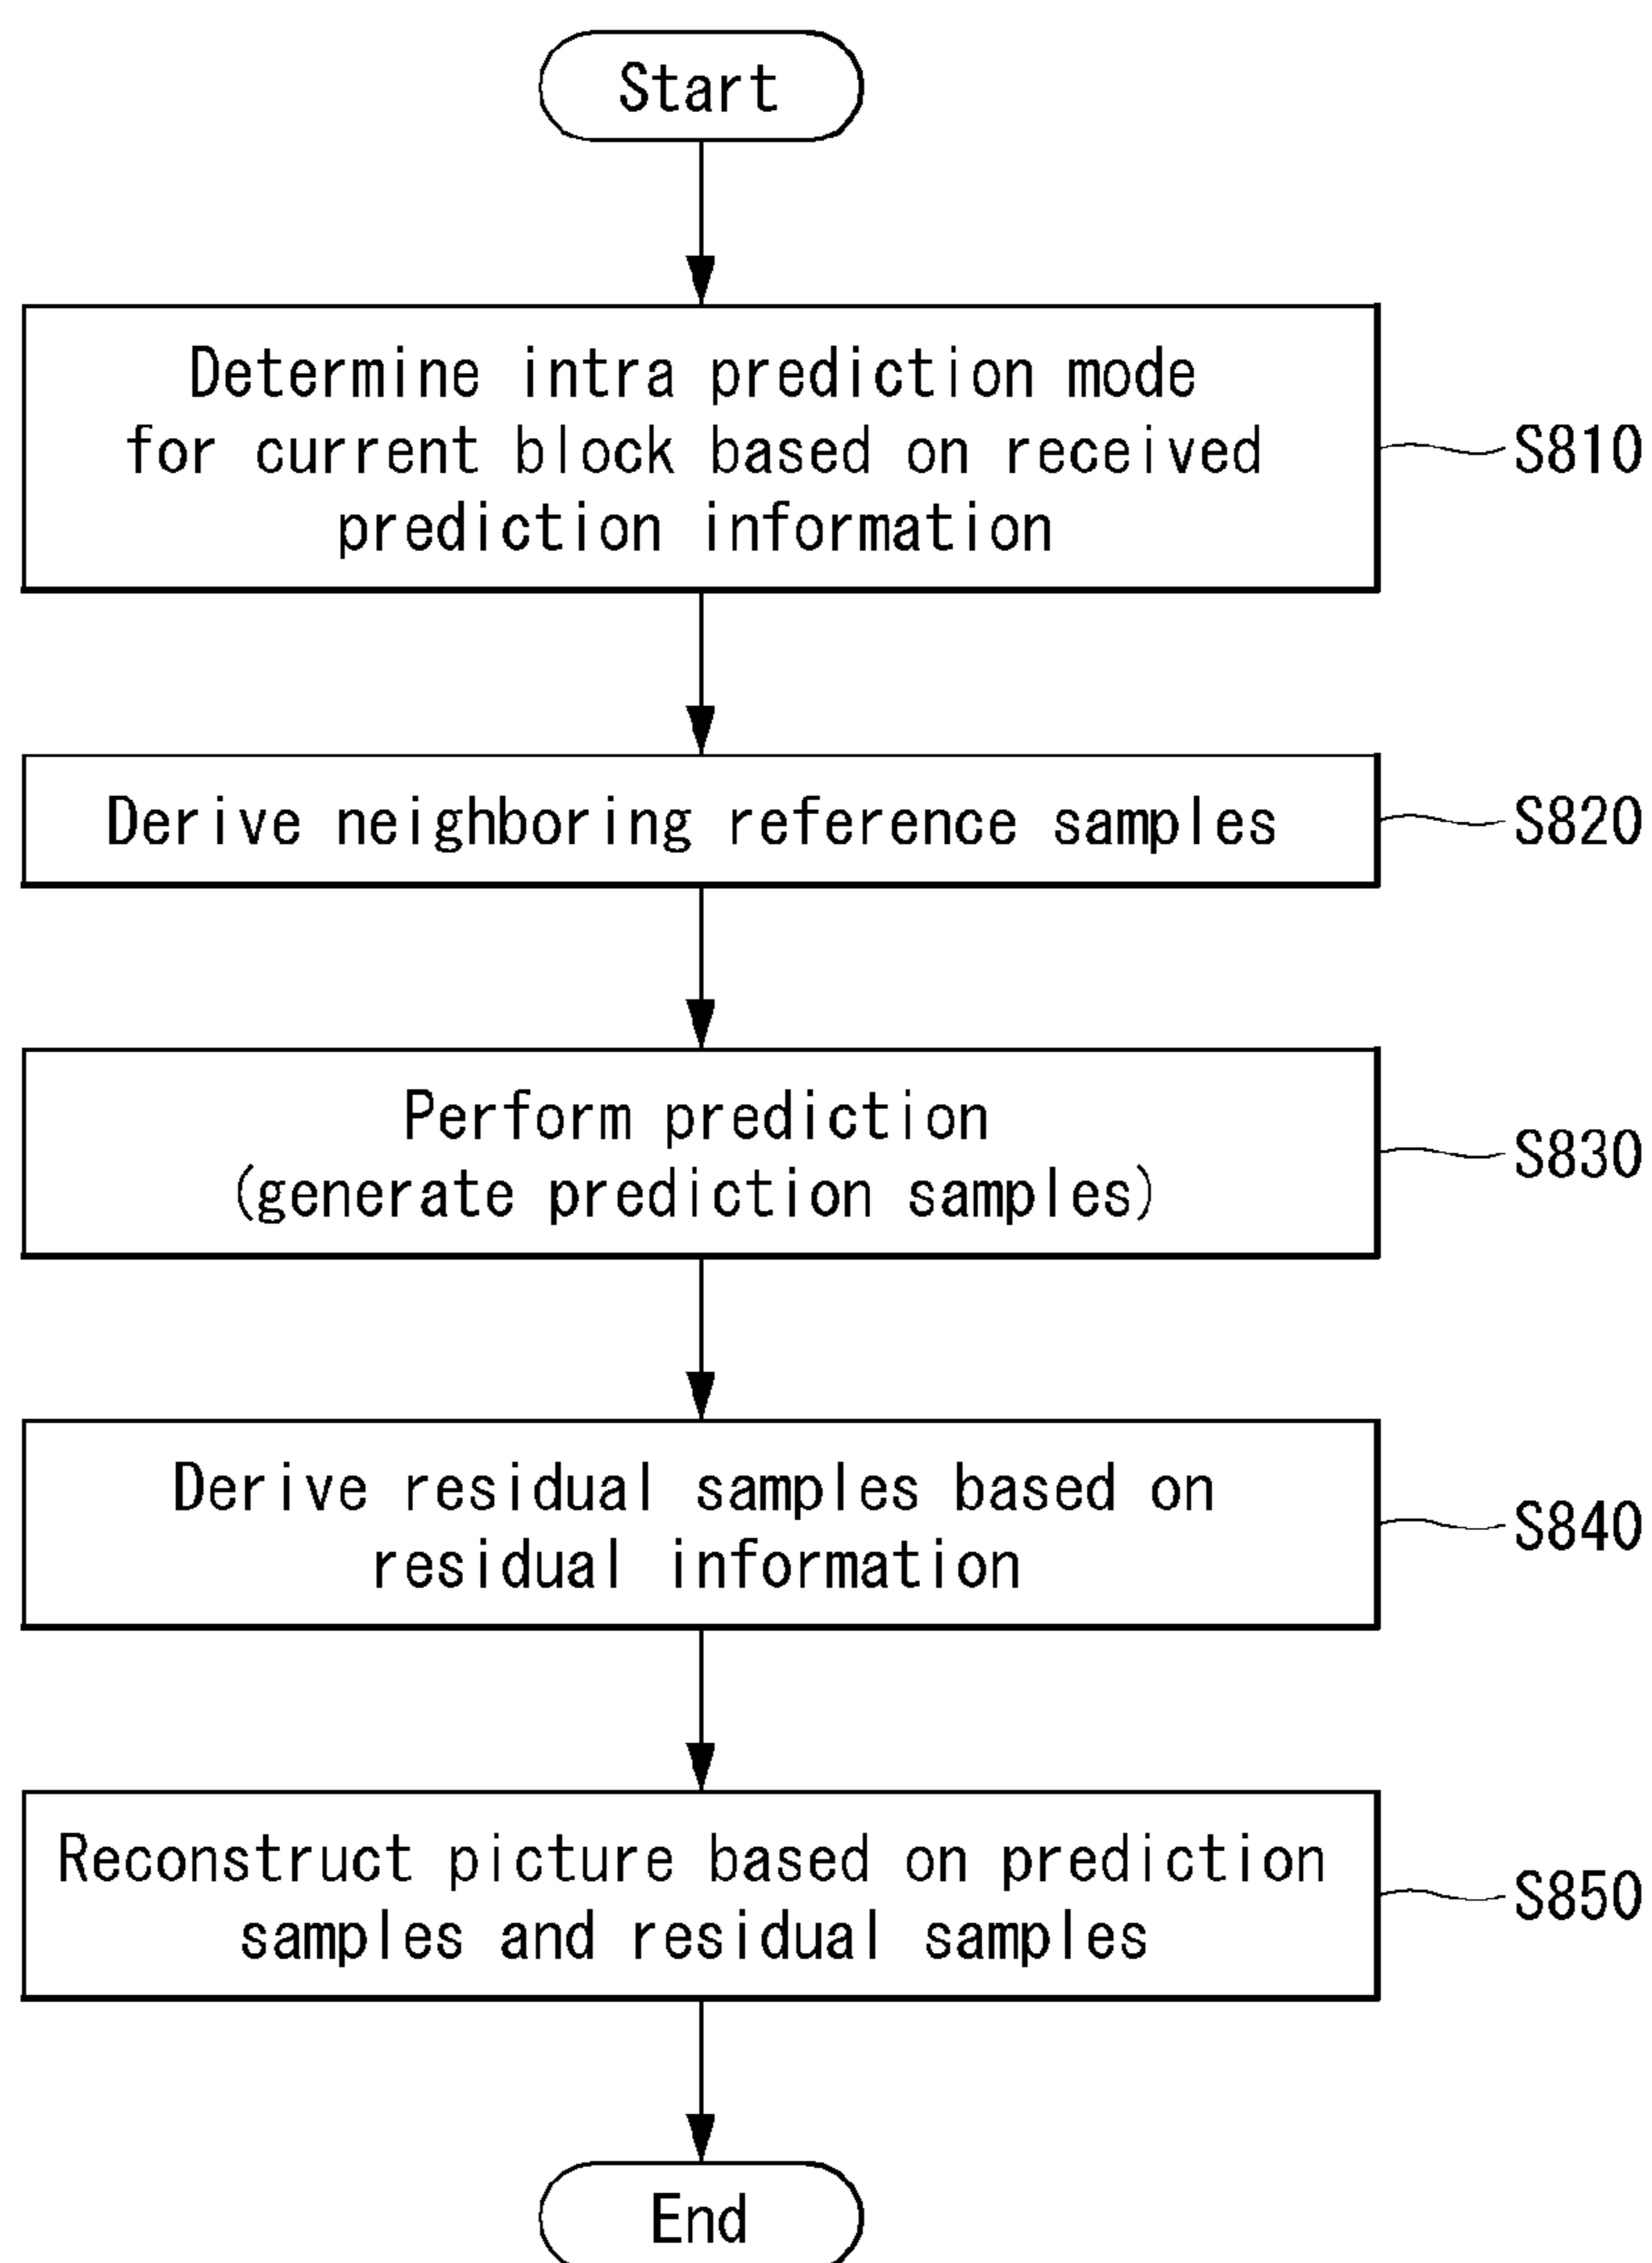 Start
Determine intra prediction mode
for current block based on received
prediction information
S810
Derive neighboring reference samples
S820
Perform prediction
(generate prediction samples)
S830
Derive residual samples based on
residual information
S840
Reconstruct picture based on prediction
samples and residual samples
S850
End